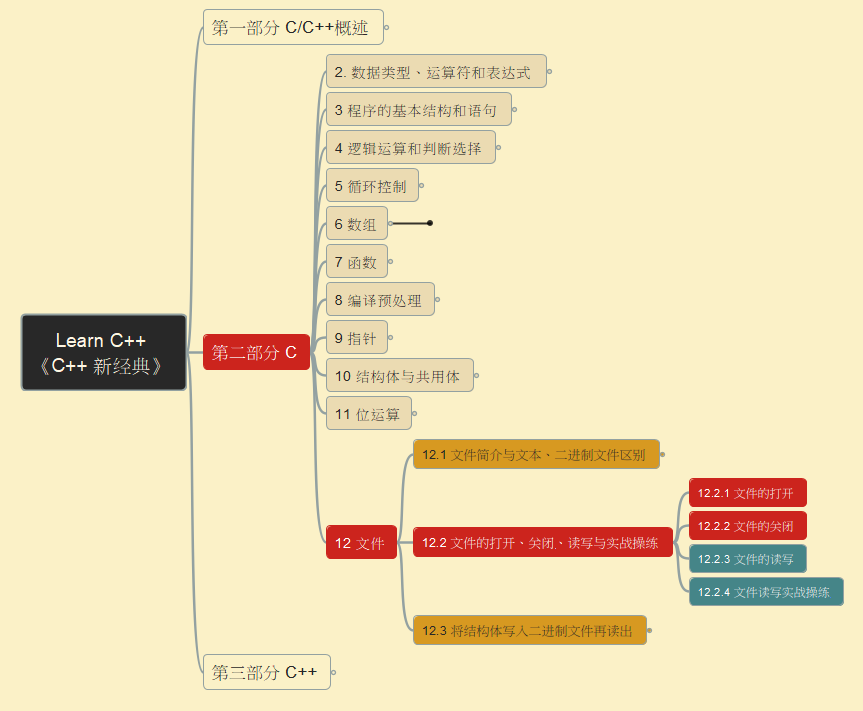 第一部分 C/C++概述
2. 数据类型、运算符和表达式
3 程序的基本结构和语句
4 逻辑运算和判断选择
5 循环控制
6 数组
7 函数
8 编译预处理
9 指针
Learn C++
《C++ 新经典》
第二部分 C
10 结构体与共用体
11 位运算
12 文件
12.1 文件简介与文本、二进制文件区别
12.2 文件的打开、关闭、读写与实战操练
12.2.1 文件的打开
12.2.2 文件的关闭
12.2.3 文件的读写
12.2.4 文件读写实战操练
12.3 将结构体写入二进制文件再读出
第三部分 C++